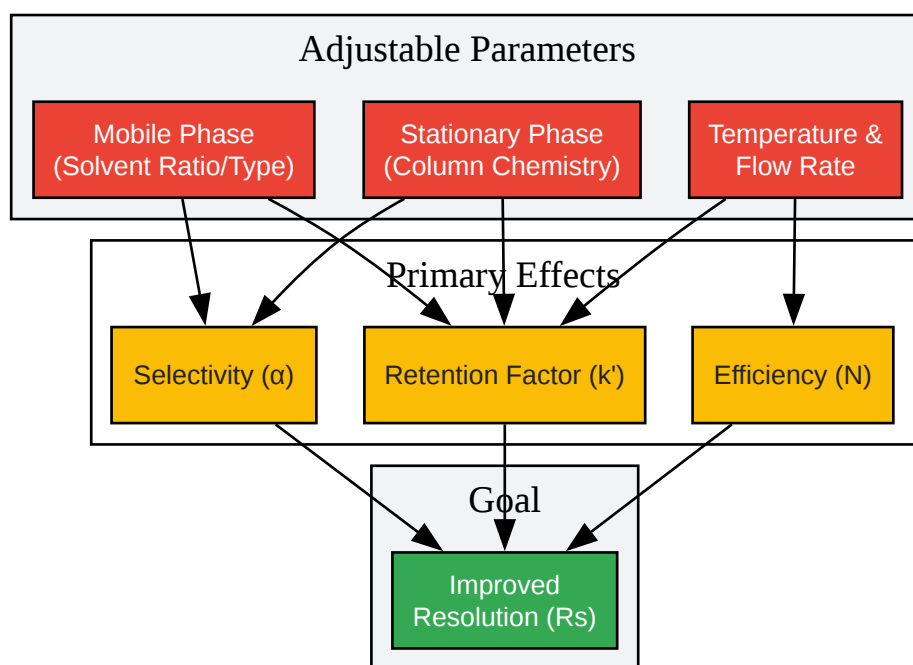 Adjustable Parameters
Mobile Phase
(Solvent Ratio/Type)
Stationary Phase
(Column Chemistry)
Temperature &
Flow Rate
Primary Effects
Selectivity (α)
Retention Factor (k')
Efficiency (N)
Goal
Improved
Resolution (Rs)